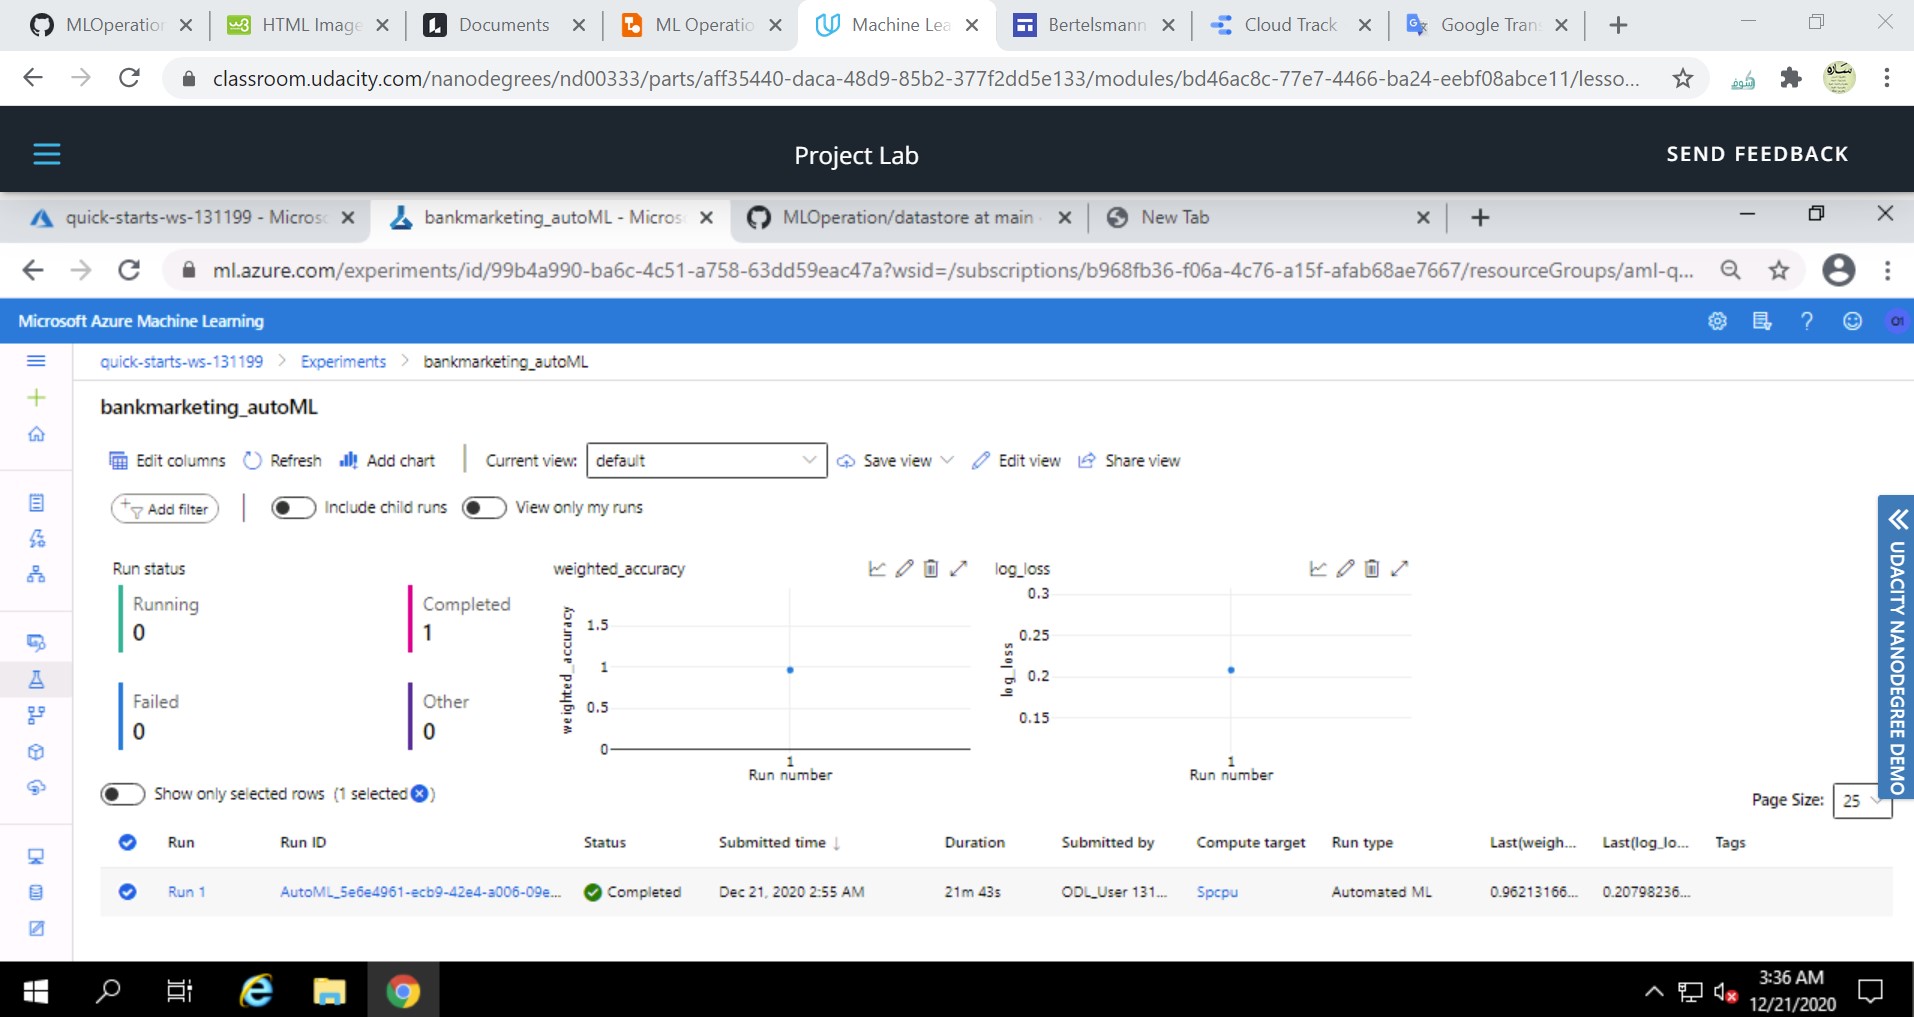 MLOperation
HTML Image
Documents
ML Operatio
Machine Lea
Bertelsmann
Cloud Track
Google Tran
classroom.udacity.com/nanodegrees/nd00333/parts/aff35440-daca-48d9-85b2-377f2dd5e133/modules/bd46ac8c-77e7-4466-ba24-eebf08abce11/lesso...
Project Lab
SEND FEEDBACK
quick-starts-ws-131199 - Microso
bankmarketing_autoML - Microso
MLOperation/datastore at main ·
New Tab
ml.azure.com/experiments/id/99b4a990-ba6c-4c51-a758-63dd59eac47a?wsid=/subscriptions/b968fb36-f06a-4c76-a15f-afab68ae7667/resourceGroups/aml-q...
Microsoft Azure Machine Learning
quick-starts-ws-131199 > Experiments > bankmarketing_autoML
bankmarketing_autoML
Edit columns Refresh Add chart Current view: default Save view Edit view Share view
Add filter Include child runs View only my runs
Run status
Running
0
Completed
1
Failed
0
Other
0
weighted_accuracy
weighted_accuracy
1.5
1
0.5
0
1
Run number
log_loss
log_loss
0.3
0.25
0.2
0.15
1
Run number
UDACITY NANODEGREE DEMO
Show only selected rows (1 selected )
Page Size: 25
Run Run ID Status Submitted time ↓ Duration Submitted by Compute target Run type Last(weigh... Last(log_lo... Tags
Run 1 AutoML_5e6e4961-ecb9-42e4-a006-09e... Completed Dec 21, 2020 2:55 AM 21m 43s ODL_User 131... Spcpu Automated ML 0.96213166... 0.20798236...
3:36 AM
12/21/2020